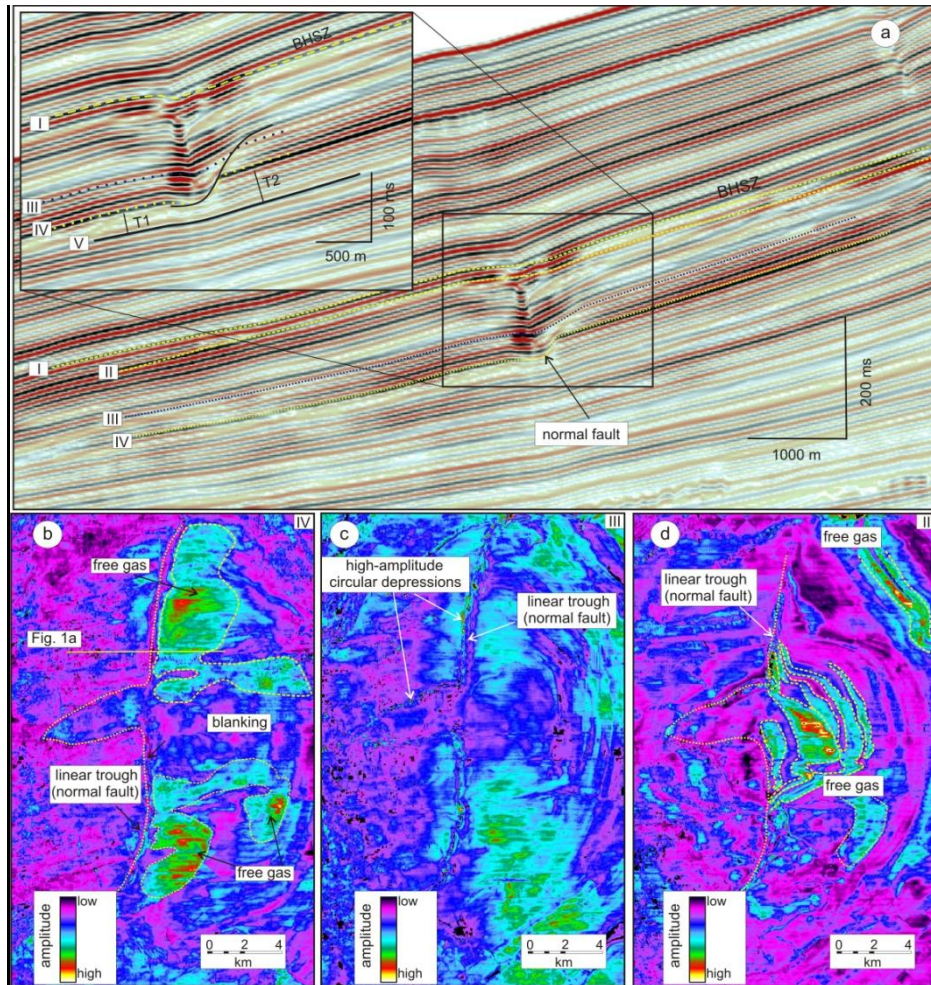 a
BHSZ
I
III
IV
V
T1
T2
100 ms
500 m
BHSZ
I
II
III
IV
normal fault
200 ms
1000 m
b
IV
free gas
Fig. 1a
blanking
linear trough
(normal fault)
free gas
amplitude
low
high
0 2 4
km
c
III
high-amplitude
circular depressions
linear trough
(normal fault)
amplitude
low
high
0 2 4
km
d
II
free gas
linear trough
(normal fault)
free gas
amplitude
low
high
0 2 4
km